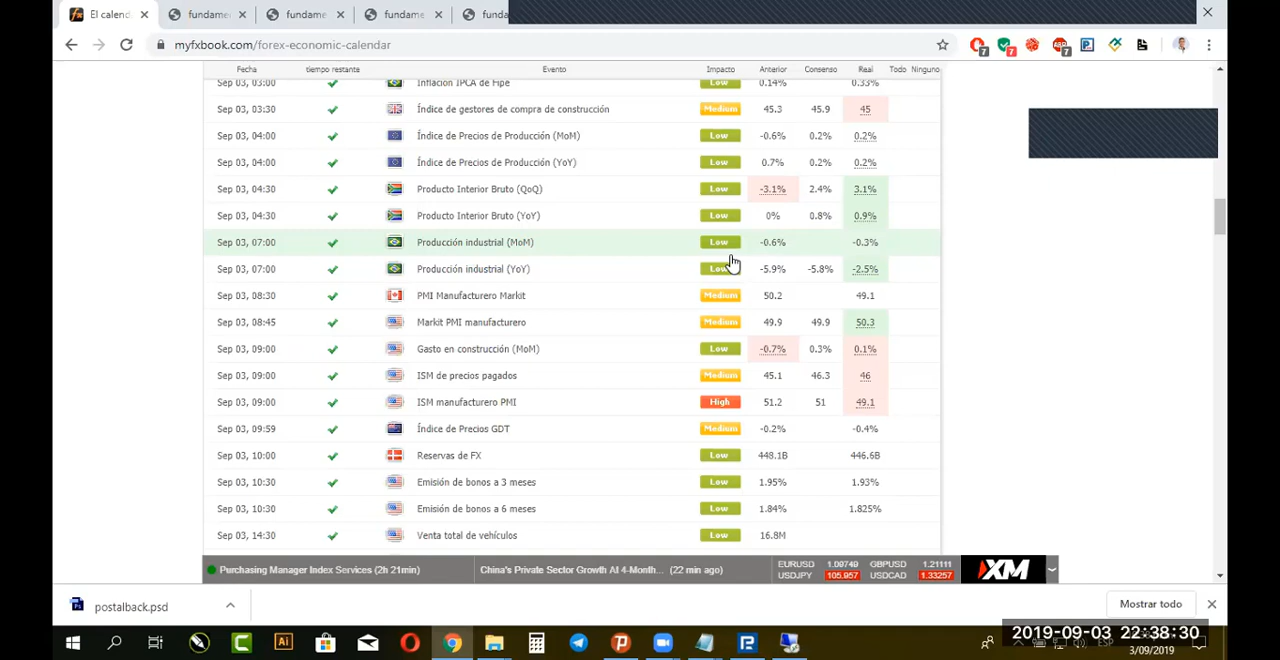 El calend
fundame
fundame
fundame
funda
myfxbook.com/forex-economic-calendar
7 7 7
Fecha tiempo restante Evento Impacto Anterior Consenso Real Todo Ninguno
Sep 03, 03:00 Inflación IPCA de Fipe Low 0.14% 0.33%
Sep 03, 03:30 Índice de gestores de compra de construcción Medium 45.3 45.9 45
Sep 03, 04:00 Índice de Precios de Producción (MoM) Low -0.6% 0.2% 0.2%
Sep 03, 04:00 Índice de Precios de Producción (YoY) Low 0.7% 0.2% 0.2%
Sep 03, 04:30 Producto Interior Bruto (QoQ) Low -3.1% 2.4% 3.1%
Sep 03, 04:30 Producto Interior Bruto (YoY) Low 0% 0.8% 0.9%
Sep 03, 07:00 Producción industrial (MoM) Low -0.6% -0.3%
Sep 03, 07:00 Producción industrial (YoY) Low -5.9% -5.8% -2.5%
Sep 03, 08:30 PMI Manufacturero Markit Medium 50.2 49.1
Sep 03, 08:45 Markit PMI manufacturero Medium 49.9 49.9 50.3
Sep 03, 09:00 Gasto en construcción (MoM) Low -0.7% 0.3% 0.1%
Sep 03, 09:00 ISM de precios pagados Medium 45.1 46.3 46
Sep 03, 09:00 ISM manufacturero PMI High 51.2 51 49.1
Sep 03, 09:59 Índice de Precios GDT Medium -0.2% -0.4%
Sep 03, 10:00 Reservas de FX Low 448.1B 446.6B
Sep 03, 10:30 Emisión de bonos a 3 meses Low 1.95% 1.93%
Sep 03, 10:30 Emisión de bonos a 6 meses Low 1.84% 1.825%
Sep 03, 14:30 Venta total de vehículos Low 16.8M
Purchasing Manager Index Services (2h 21min) China's Private Sector Growth At 4-Month... (22 min ago)
EURUSD 1.09749 GBPUSD 1.21111
USDJPY 105.957 USDCAD 1.33257
XM
postalback.psd
Mostrar todo
2019-09-03 22:38:30
3/09/2019